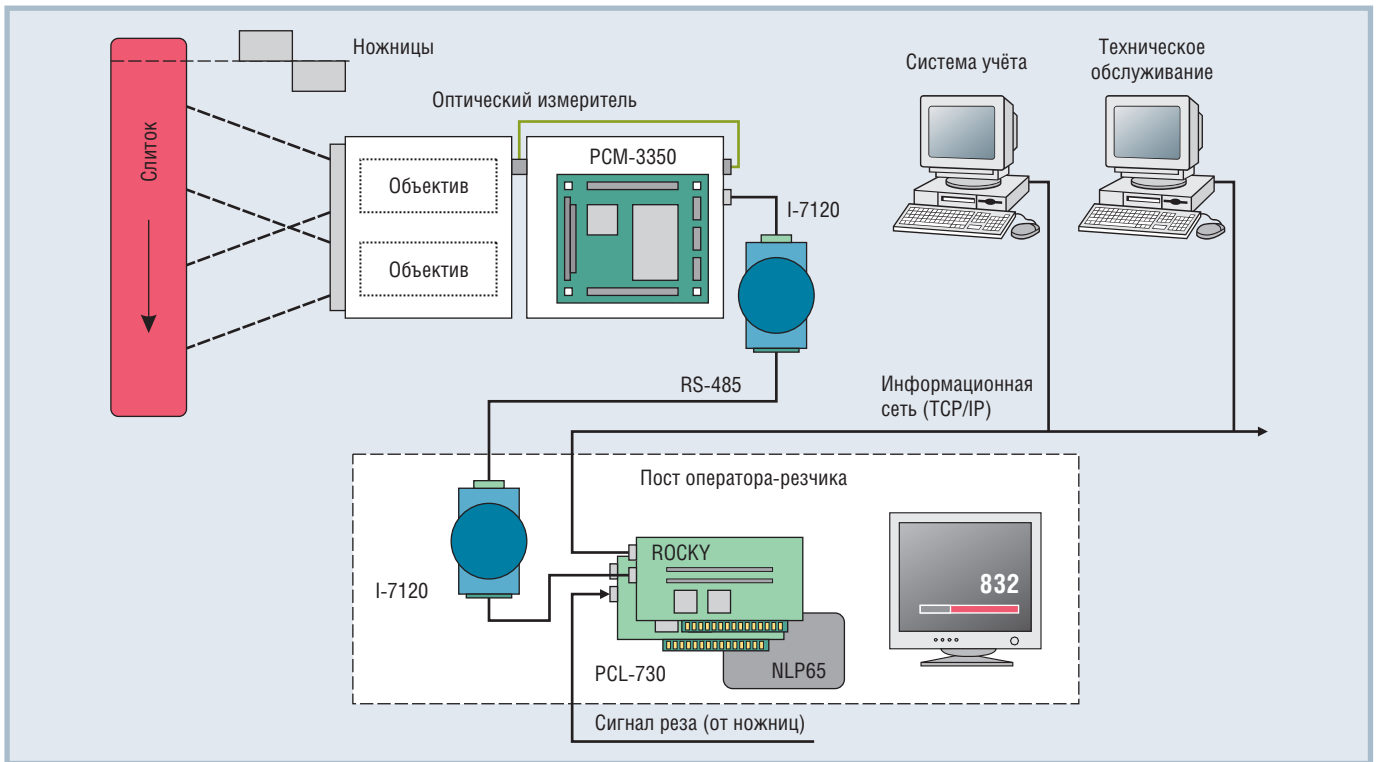 Ножницы
Слиток
Оптический измеритель
Объектив
Объектив
PCM-3350
I-7120
Система учёта
Техническое
обслуживание
RS-485
Информационная
сеть (TCP/IP)
Пост оператора-резчика
I-7120
ROCKY
PCL-730
NLP65
832
Сигнал реза (от ножниц)